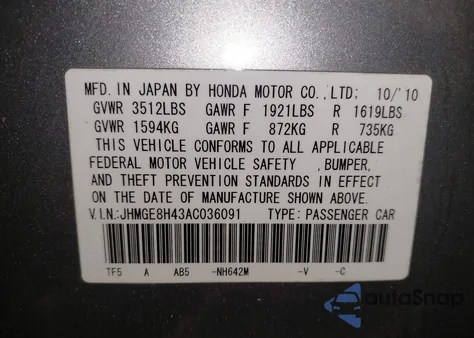 MFD. IN JAPAN BY HONDA MOTOR CO.,LTD: 10/'10
GVWR 3512LBS GAWR F 1921LBS R 1619LBS
GVWR 1594KG GAWR F 872KG R 735KG
THIS VEHICLE CONFORMS TO ALL APPLICABLE
FEDERAL MOTOR VEHICLE SAFETY ,BUMPER,
AND THEFT PREVENTION STANDARDS IN EFFECT
ON THE DATE OF MANUFACTURE SHOWN ABOVE.
V.IN.:JHMGE8H43AC036091 TYPE: PASSENGER CAR
TF5 A AB5 -NH642M -V -C
autoSnap